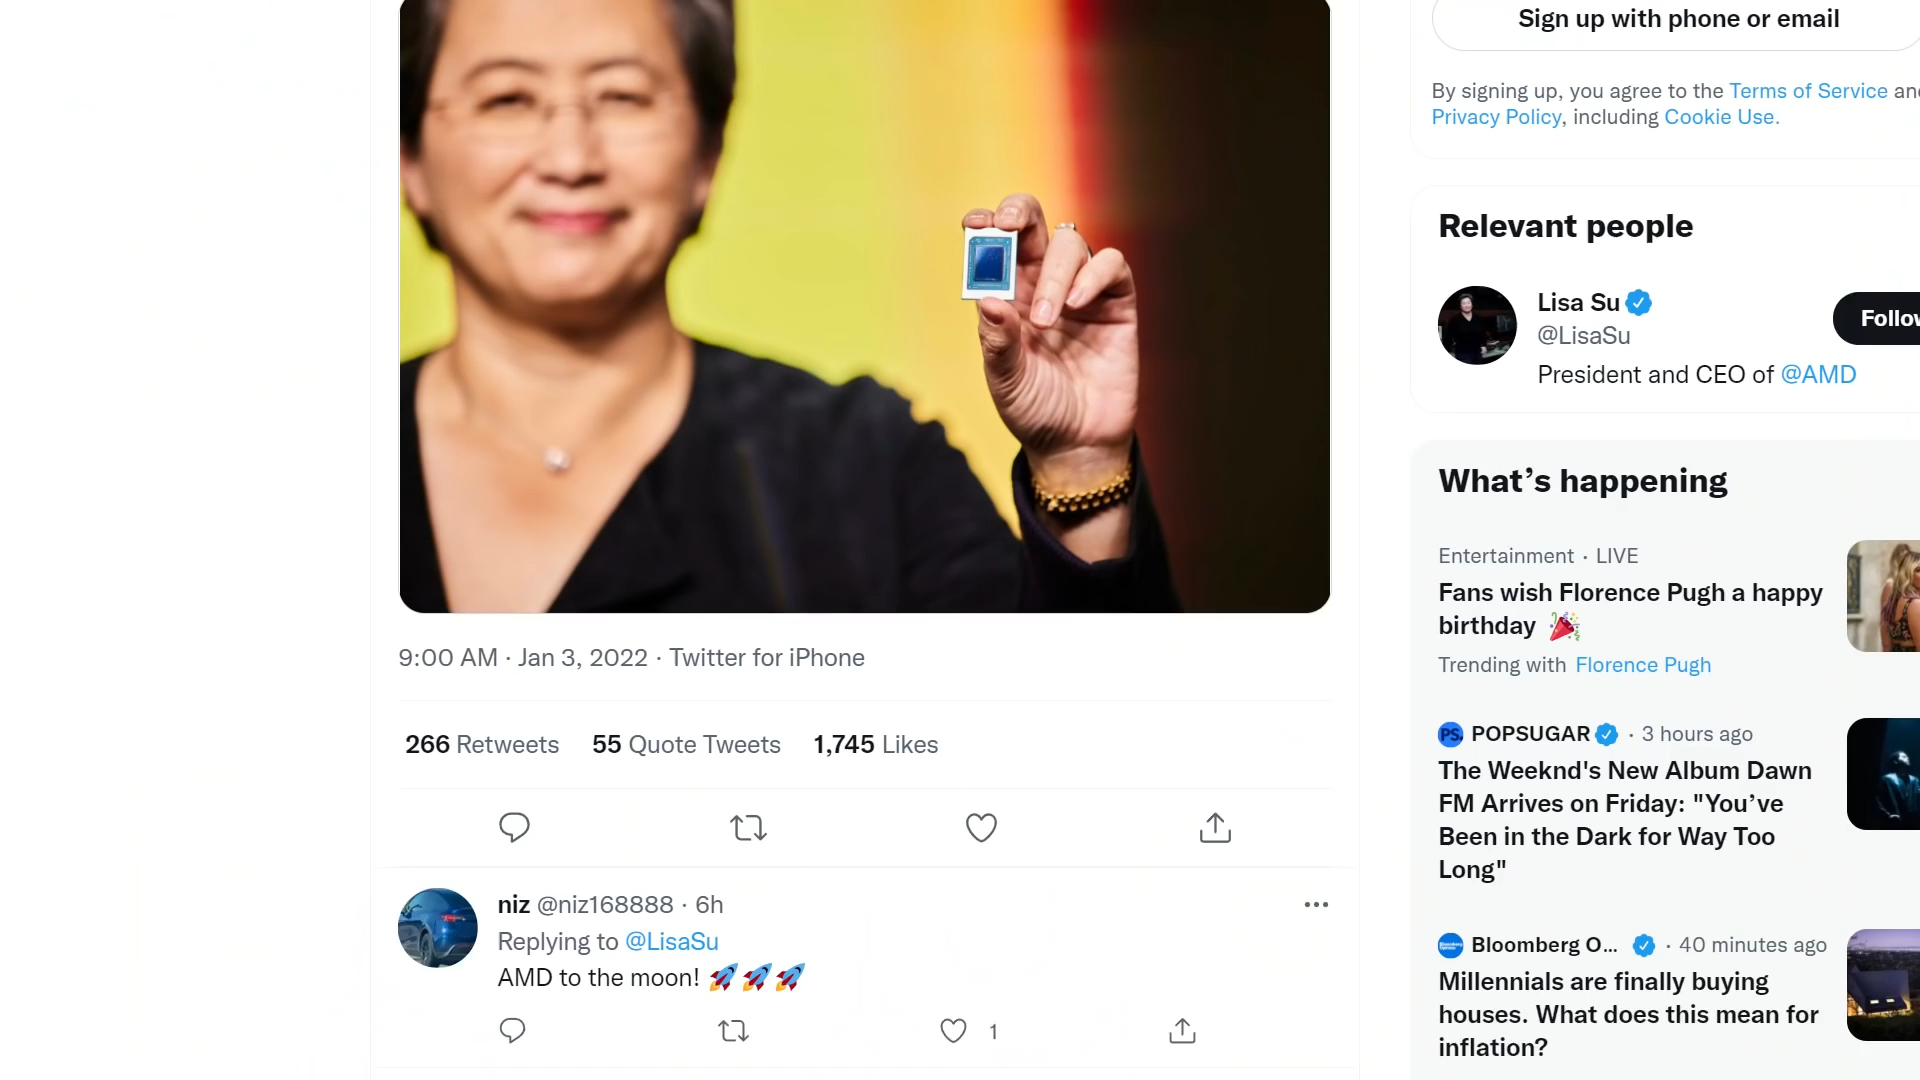 Sign up with phone or email
By signing up, you agree to the Terms of Service and
Privacy Policy, including Cookie Use.
Relevant people
Lisa Su
@LisaSu
Follow
President and CEO of @AMD
What’s happening
Entertainment · LIVE
Fans wish Florence Pugh a happy
birthday 🎉
Trending with Florence Pugh
PS.
POPSUGAR · 3 hours ago
The Weeknd's New Album Dawn
FM Arrives on Friday: "You’ve
Been in the Dark for Way Too
Long"
Bloomberg O... · 40 minutes ago
Millennials are finally buying
houses. What does this mean for
inflation?
9:00 AM · Jan 3, 2022 · Twitter for iPhone
266 Retweets 55 Quote Tweets 1,745 Likes
niz @niz168888 · 6h
Replying to @LisaSu
AMD to the moon! 🚀🚀🚀
1